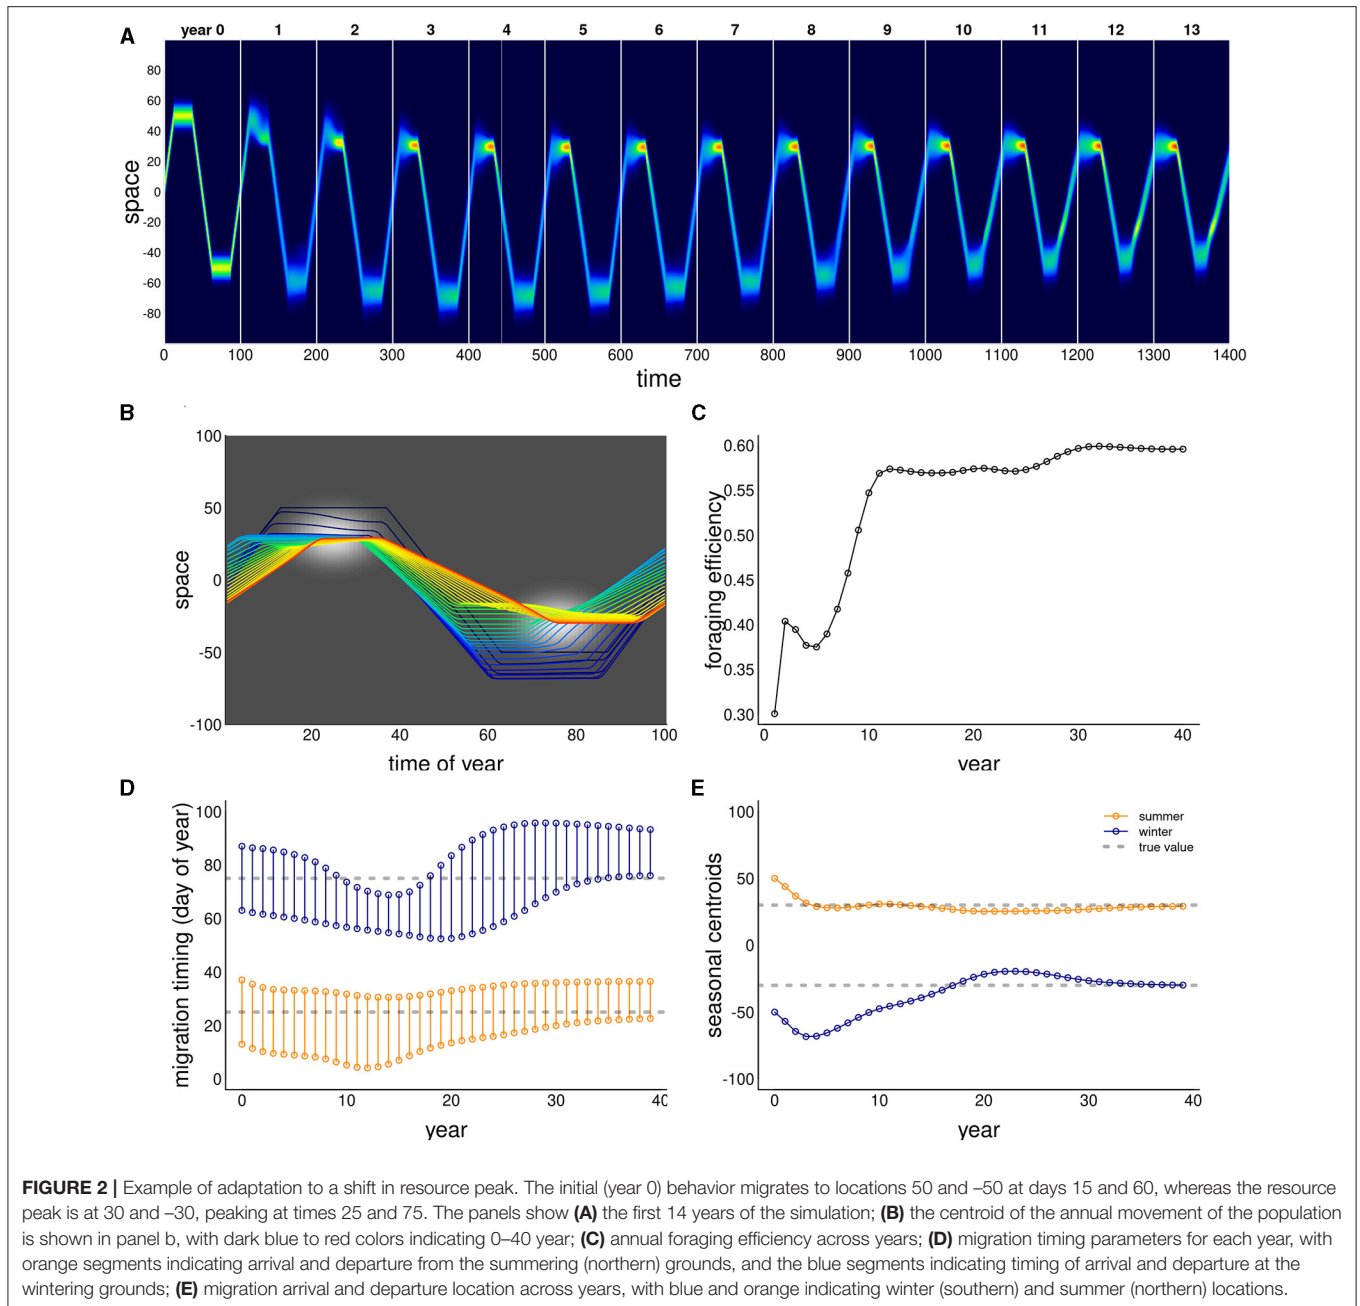 A
year 0 1 2 3 4 5 6 7 8 9 10 11 12 13
space
80
60
40
20
0
-20
-40
-60
-80
0 100 200 300 400 500 600 700 800 900 1000 1100 1200 1300 1400
time
B
space
100
50
0
-50
-100
20 40 60 80 100
time of year
C
foraging efficiency
0.60
0.55
0.50
0.45
0.40
0.35
0.30
0 10 20 30 40
year
D
migration timing (day of year)
100
80
60
40
20
0
0 10 20 30 40
year
E
seasonal centroids
100
50
0
-50
-100
summer
winter
true value
0 10 20 30 40
year
FIGURE 2 | Example of adaptation to a shift in resource peak. The initial (year 0) behavior migrates to locations 50 and –50 at days 15 and 60, whereas the resource
peak is at 30 and –30, peaking at times 25 and 75. The panels show (A) the first 14 years of the simulation; (B) the centroid of the annual movement of the population
is shown in panel b, with dark blue to red colors indicating 0–40 year; (C) annual foraging efficiency across years; (D) migration timing parameters for each year, with
orange segments indicating arrival and departure from the summering (northern) grounds, and the blue segments indicating timing of arrival and departure at the
wintering grounds; (E) migration arrival and departure location across years, with blue and orange indicating winter (southern) and summer (northern) locations.